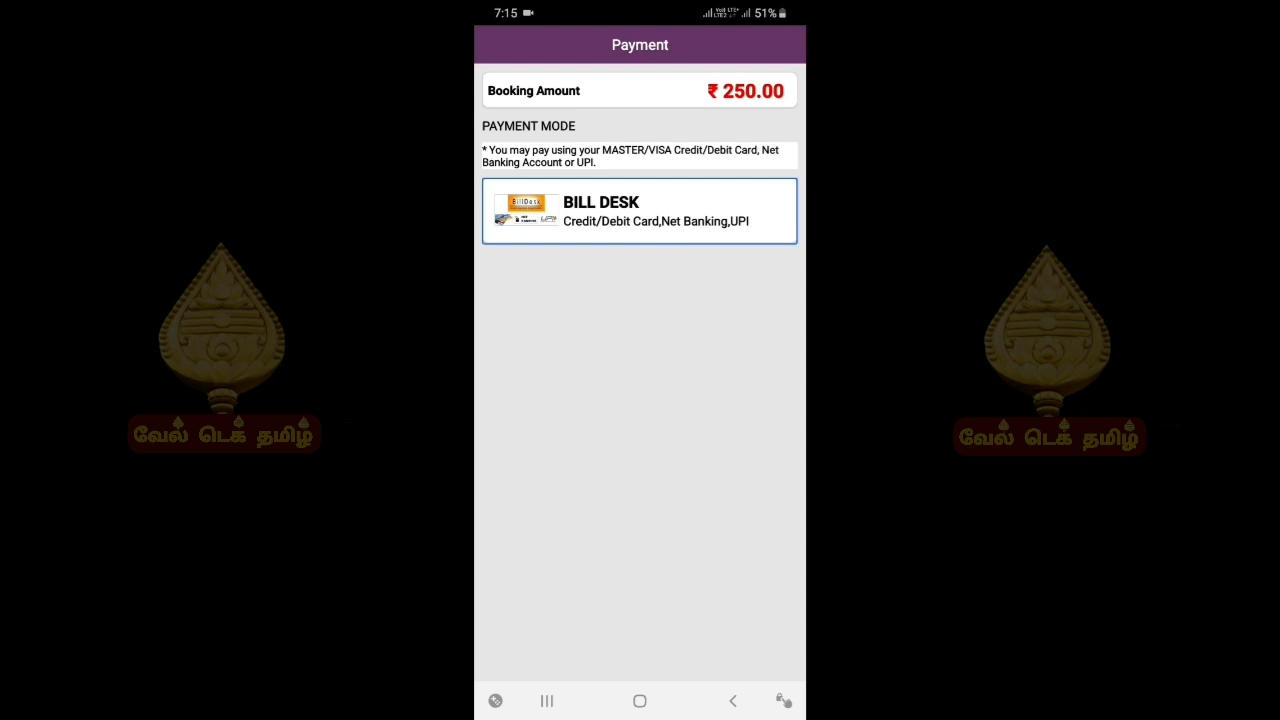 7:15
51%
Payment
Booking Amount
₹ 250.00
PAYMENT MODE
* You may pay using your MASTER/VISA Credit/Debit Card, Net
Banking Account or UPI.
BillDesk
BILL DESK
Credit/Debit Card,Net Banking,UPI
வேல் டெக் தமிழ்
வேல் டெக் தமிழ்